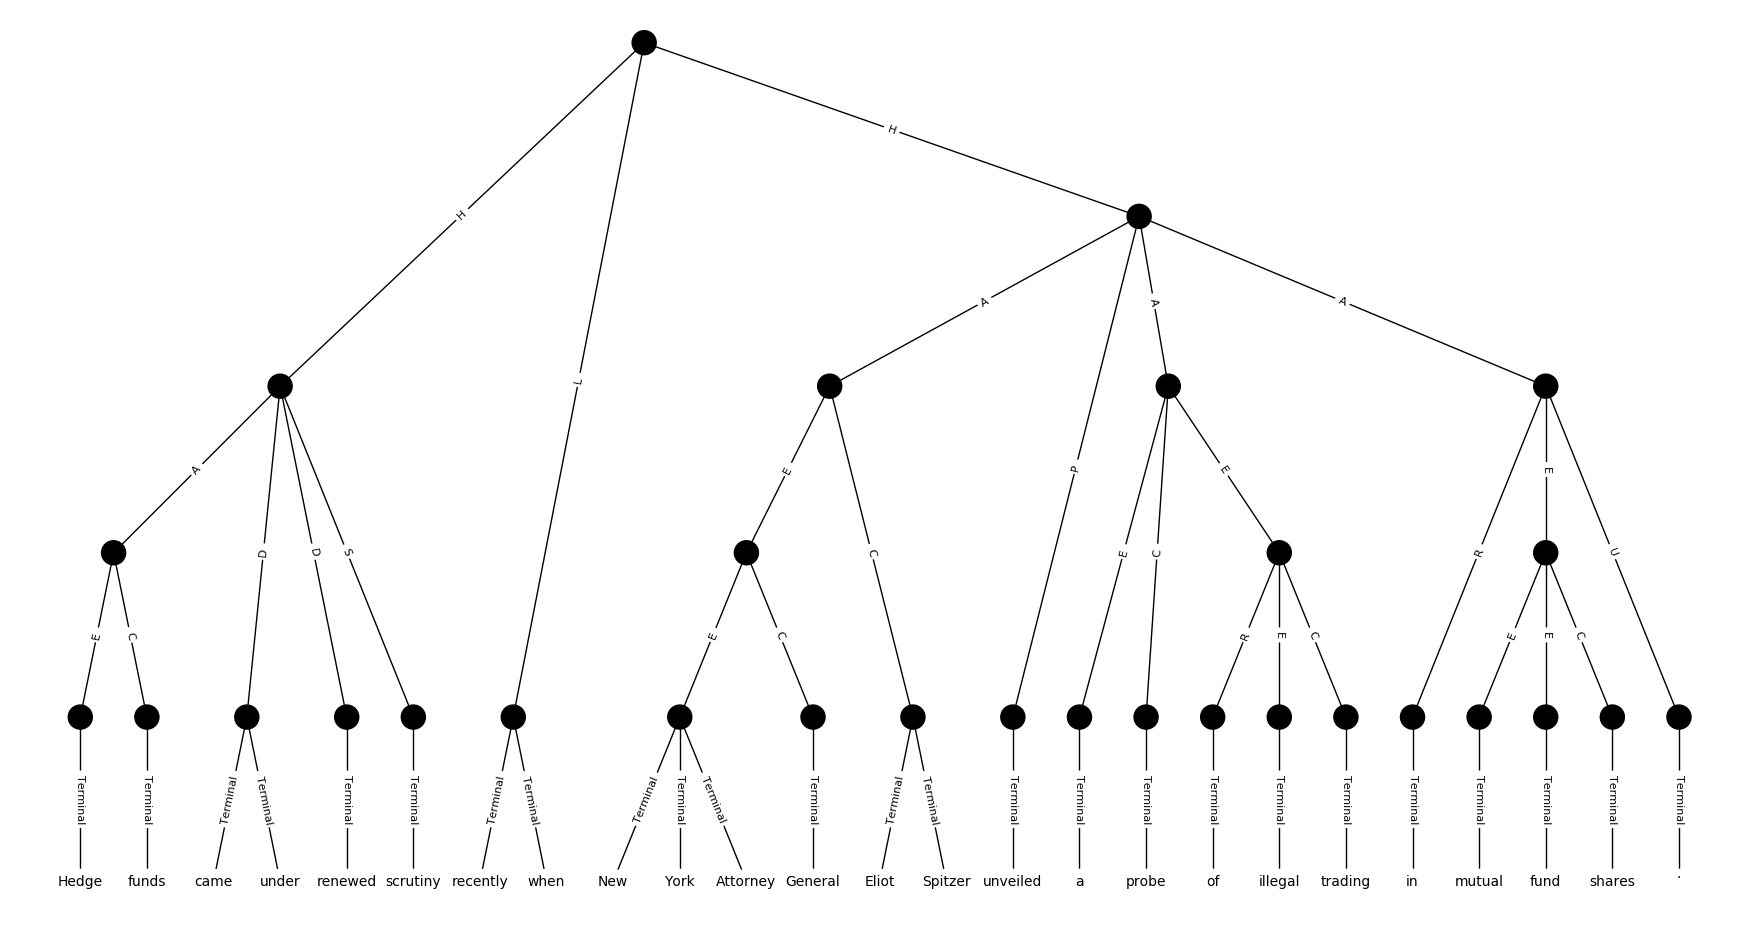 H
H
L
A
A
A
A
E
P
E
E
D
D
S
C
E
C
R
U
E
C
E
C
R
E
C
E
E
C
Terminal Terminal Terminal Terminal Terminal Terminal Terminal Terminal Terminal Terminal Terminal Terminal Terminal Terminal Terminal Terminal Terminal Terminal Terminal Terminal Terminal Terminal Terminal Terminal Terminal
Hedge funds came under renewed scrutiny recently when New York Attorney General Eliot Spitzer unveiled a probe of illegal trading in mutual fund shares .